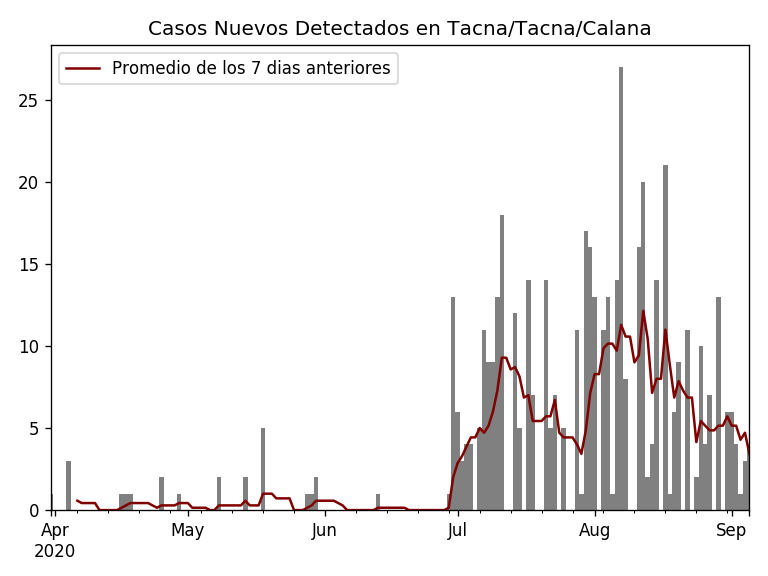 Casos Nuevos Detectados en Tacna/Tacna/Calana
Promedio de los 7 dias anteriores
25
20
15
10
5
0
Apr May Jun Jul Aug Sep
2020